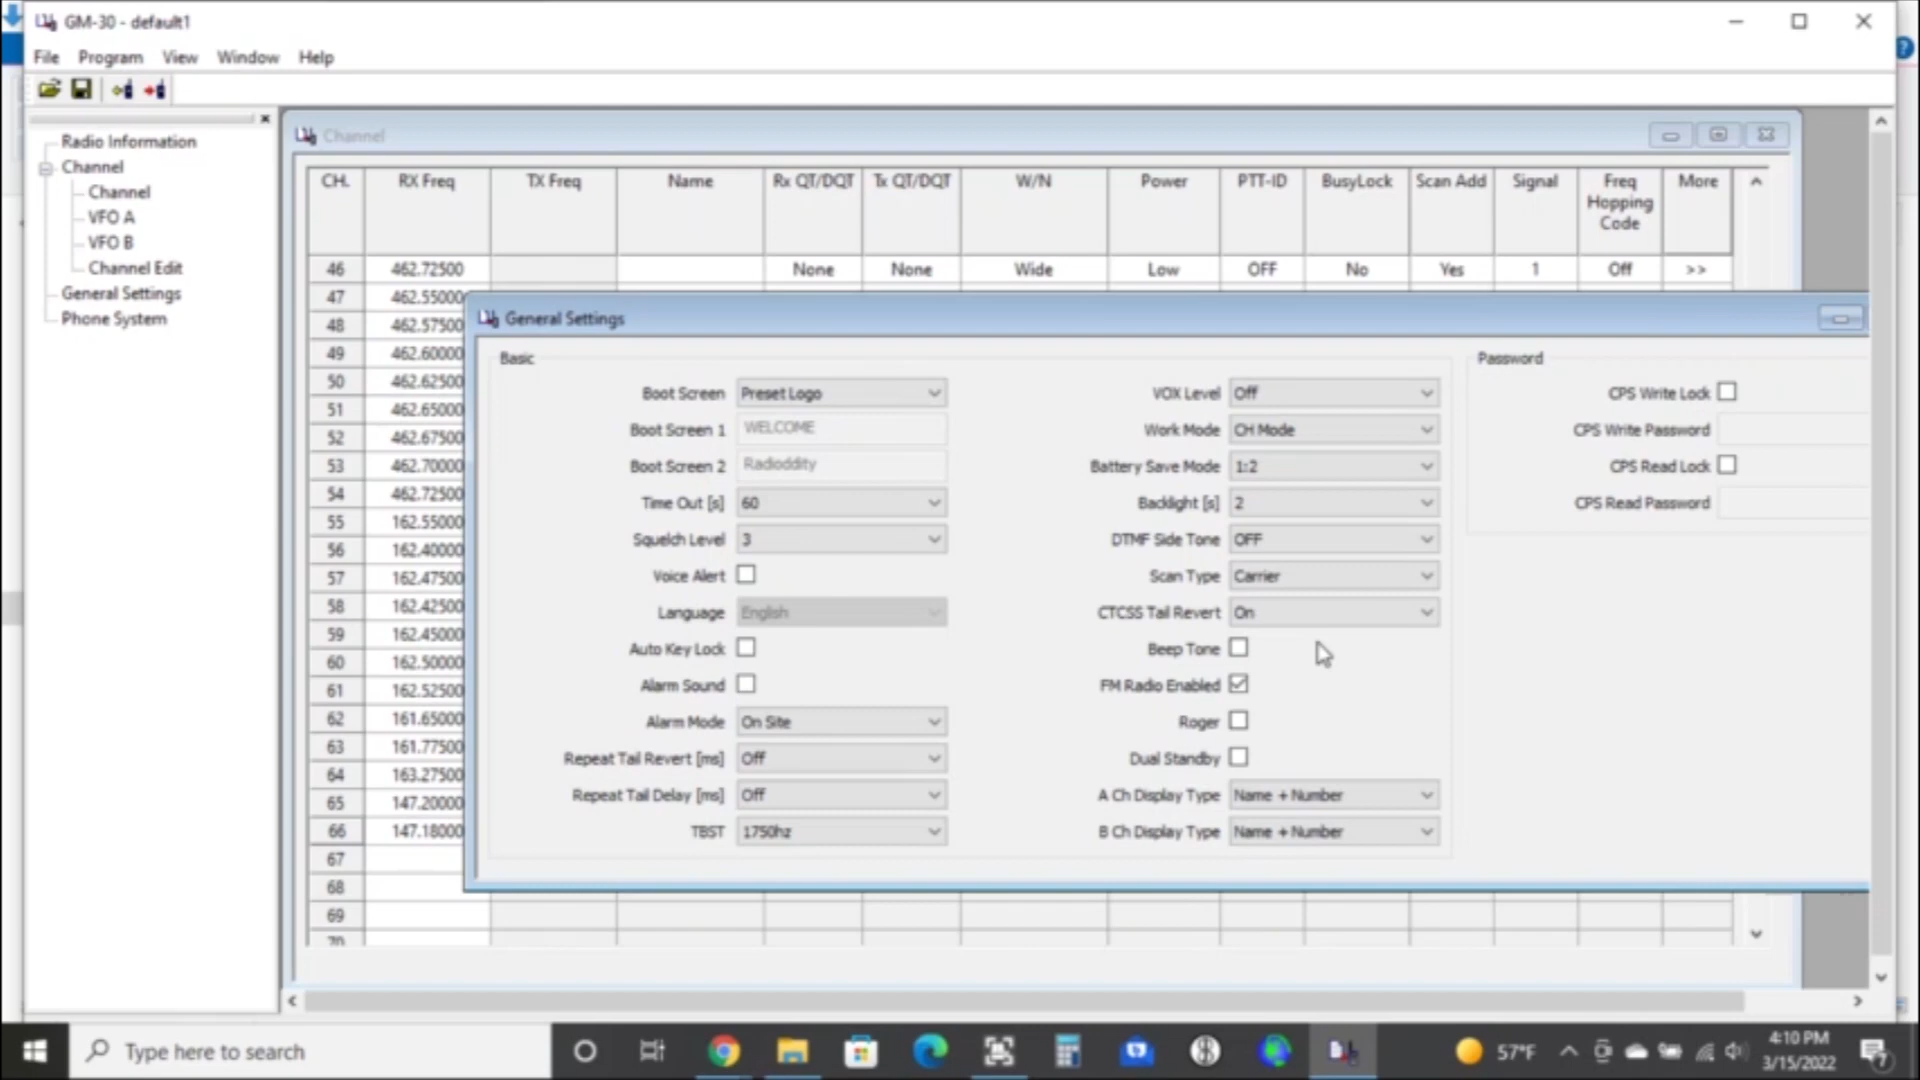 GM-30 - default1
File Program View Window Help
Radio Information
Channel
Channel
VFO A
VFO B
Channel Edit
General Settings
Phone System
Channel
CH. RX Freq TX Freq Name Rx QT/DQT Tx QT/DQT W/N Power PTT-ID BusyLock Scan Add Signal Freq Hopping Code More
46 462.72500 None None Wide Low OFF No Yes 1 Off >>
47 462.55000
48 462.57500
49 462.60000
50 462.62500
51 462.65000
52 462.67500
53 462.70000
54 462.72500
55 162.55000
56 162.40000
57 162.47500
58 162.42500
59 162.45000
60 162.50000
61 162.52500
62 161.65000
63 161.77500
64 163.27500
65 147.20000
66 147.18000
67
68
69
70
General Settings
Basic
Boot Screen Preset Logo
Boot Screen 1 WELCOME
Boot Screen 2 Radioddity
Time Out [s] 60
Squelch Level 3
Voice Alert
Language English
Auto Key Lock
Alarm Sound
Alarm Mode On Site
Repeat Tail Revert [ms] Off
Repeat Tail Delay [ms] Off
TBST 1750hz
VOX Level Off
Work Mode CH Mode
Battery Save Mode 1:2
Backlight [s] 2
DTMF Side Tone OFF
Scan Type Carrier
CTCSS Tail Revert On
Beep Tone
FM Radio Enabled
Roger
Dual Standby
A Ch Display Type Name + Number
B Ch Display Type Name + Number
Password
CPS Write Lock
CPS Write Password
CPS Read Lock
CPS Read Password
Type here to search
57°F
4:10 PM
3/15/2022